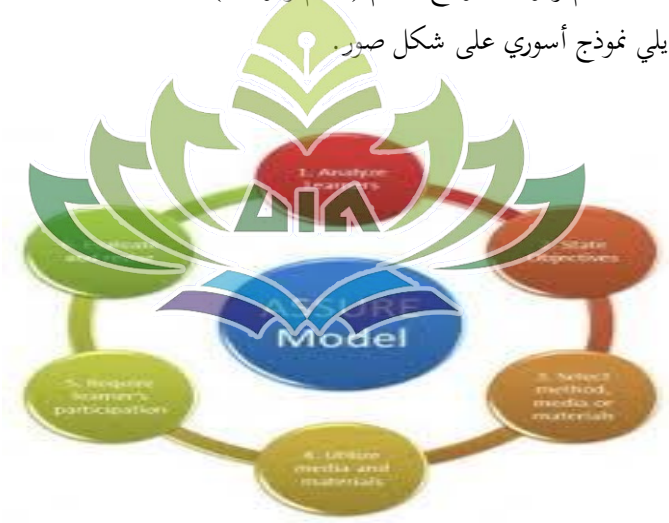 يلي نموذج أسوري على شكل صور.
1. Analyze
Learners
2. State
Objectives
3. Select
method,
media or
materials
4. Utilize
media and
materials
5. Require
learner's
participation
Evaluate
and
ASSURE
Model